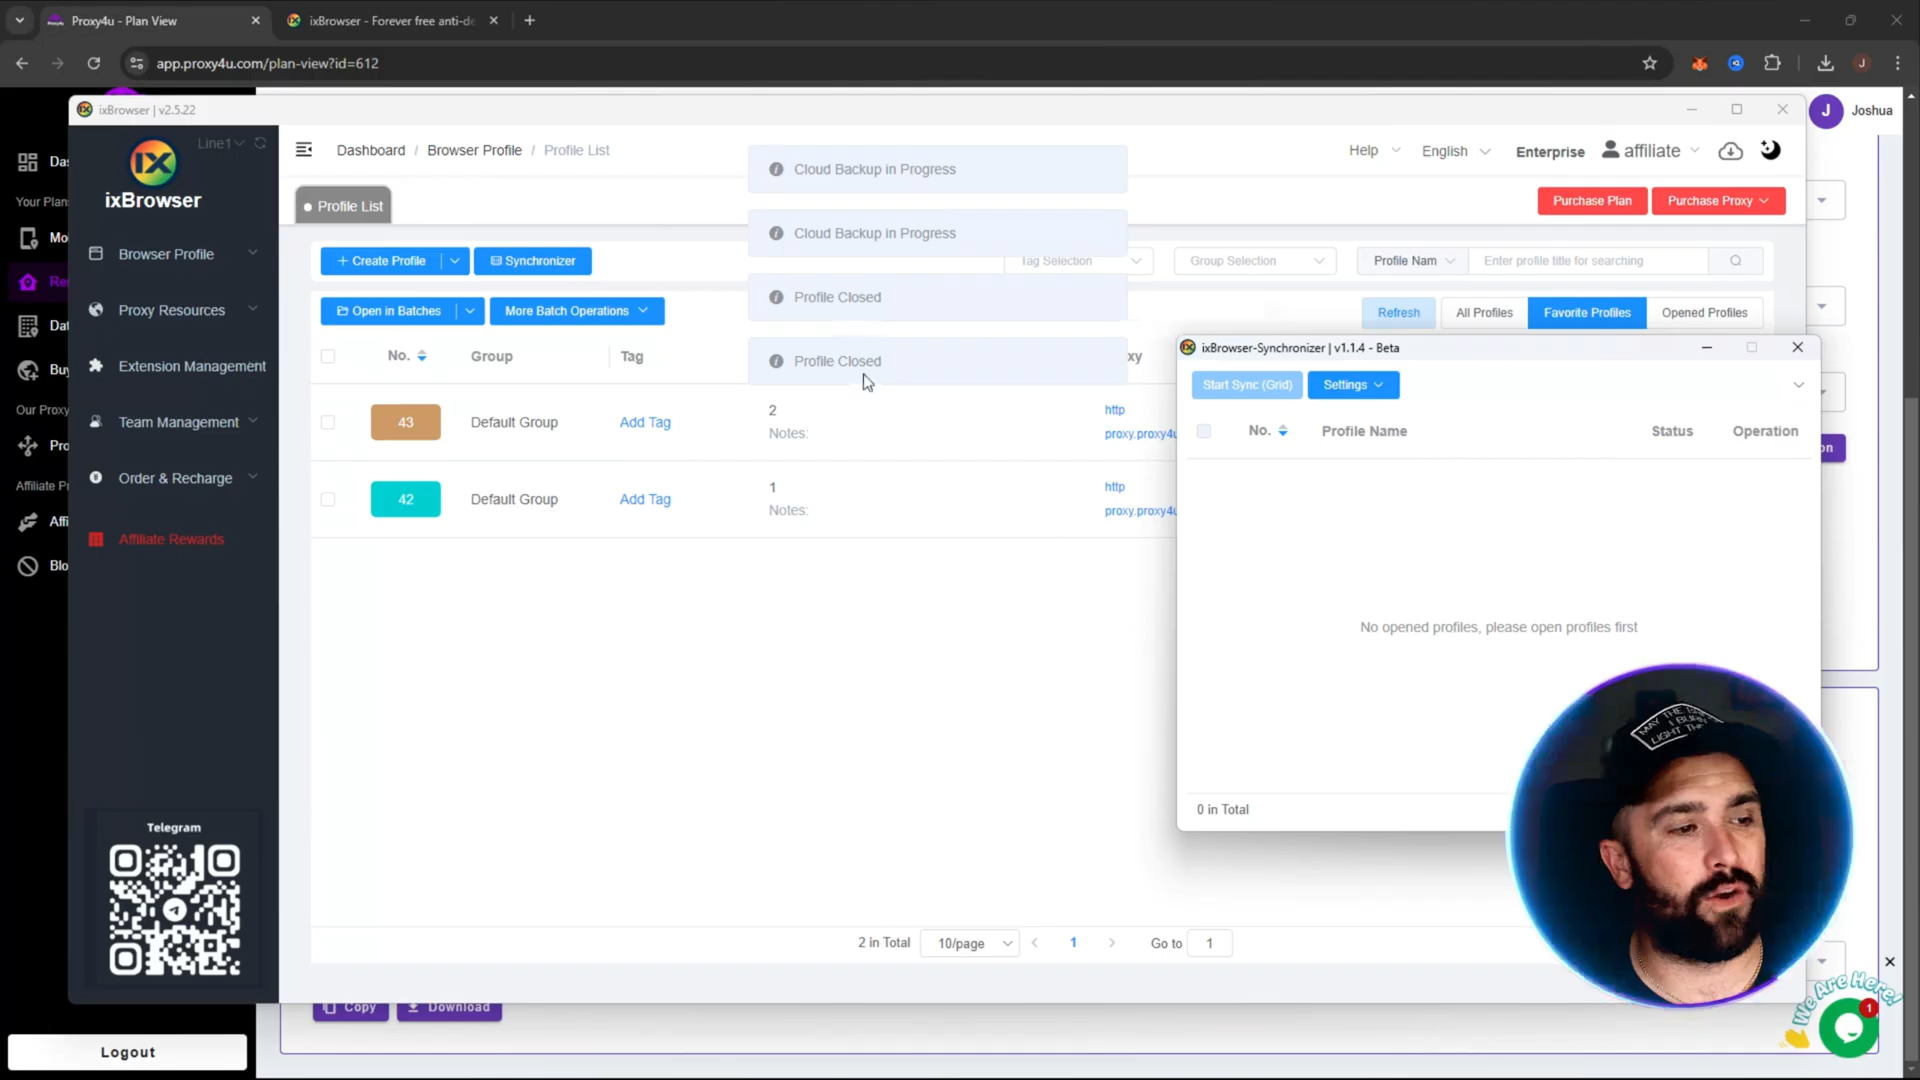 Proxy4u - Plan View
ixBrowser - Forever free anti-de
app.proxy4u.com/plan-view?id=612
J
ixBrowser | v2.5.22
J
Joshua
Line1
IX
ixBrowser
Dashboard / Browser Profile / Profile List
Help
English
Enterprise
affiliate
Cloud Backup in Progress
Profile List
Purchase Plan
Purchase Proxy
Cloud Backup in Progress
Das
Your Plans
Mo
Re
Dat
Buy
Our Proxy
Pro
Affiliate Pr
Affi
Blo
Browser Profile
Proxy Resources
Extension Management
Team Management
Order & Recharge
Affiliate Rewards
+ Create Profile
Synchronizer
Tag Selection
Group Selection
Profile Nam
Enter profile title for searching
Profile Closed
Open in Batches
More Batch Operations
Refresh
All Profiles
Favorite Profiles
Opened Profiles
Profile Closed
No.
Group
Tag
xy
43
Default Group
Add Tag
2
Notes:
http
proxy.proxy4u
42
Default Group
Add Tag
1
Notes:
http
proxy.proxy4u
ixBrowser-Synchronizer | v1.1.4 - Beta
Start Sync (Grid)
Settings
No.
Profile Name
Status
Operation
on
No opened profiles, please open profiles first
0 in Total
Telegram
2 in Total
10/page
1
Go to
1
Copy
Download
Logout
We Are Here!
1